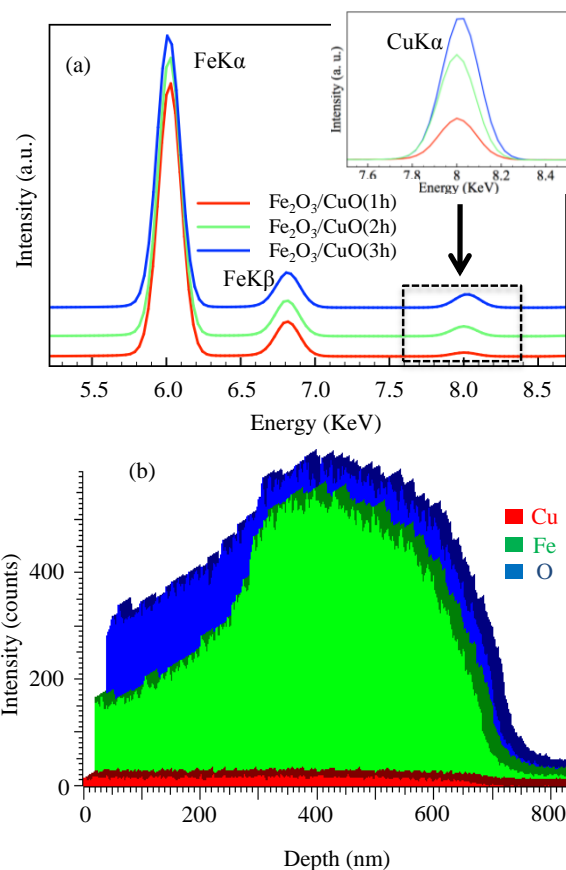 (a)
FeKα
FeKβ
Fe₂O₃/CuO(1h)
Fe₂O₃/CuO(2h)
Fe₂O₃/CuO(3h)
Intensity (a.u.)
5.5 6.0 6.5 7.0 7.5 8.0 8.5
Energy (KeV)
CuKα
Intensity (a. u.)
7.6 7.8 8 8.2 8.4
Energy (KeV)
(b)
Cu
Fe
O
Intensity (counts)
400
200
0
0 200 400 600 800
Depth (nm)